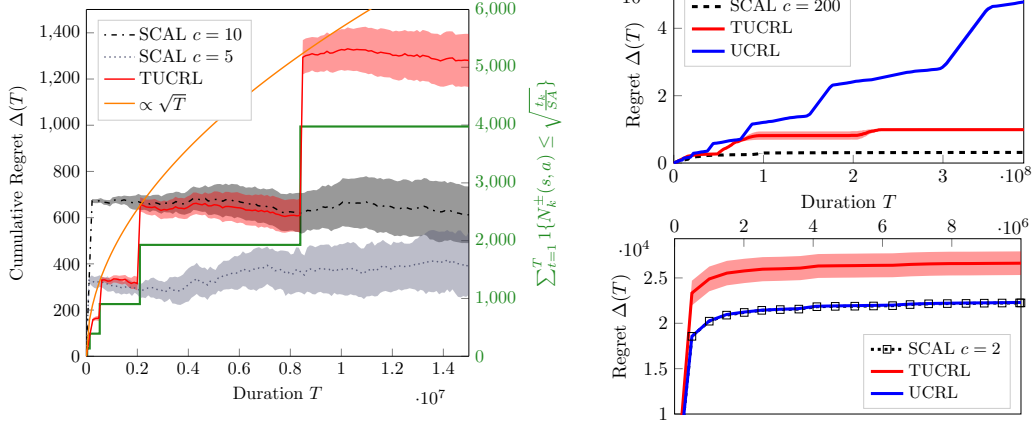 1,400
1,200
1,000
800
600
400
200
0
Cumulative Regret Δ(T)
SCAL c = 10
SCAL c = 5
TUCRL
∝ √T
6,000
5,000
4,000
3,000
2,000
1,000
0
∑_{t=1}^{T} 1{N_k^±(s, a) ≤ √(t_k/SA)}
0 0.2 0.4 0.6 0.8 1 1.2 1.4
Duration T
·10^7
SCAL c = 200
TUCRL
UCRL
4
2
0
Regret Δ(T)
0 1 2 3
·10^8
Duration T
0 2 4 6 8 ·10^6
·10^4
2.5
2
1.5
1
Regret Δ(T)
SCAL c = 2
TUCRL
UCRL